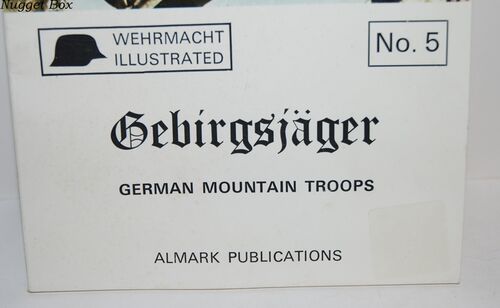 Nugget Box
WEHRMACHT
ILLUSTRATED
No. 5
Gebirgsjäger
GERMAN MOUNTAIN TROOPS
ALMARK PUBLICATIONS